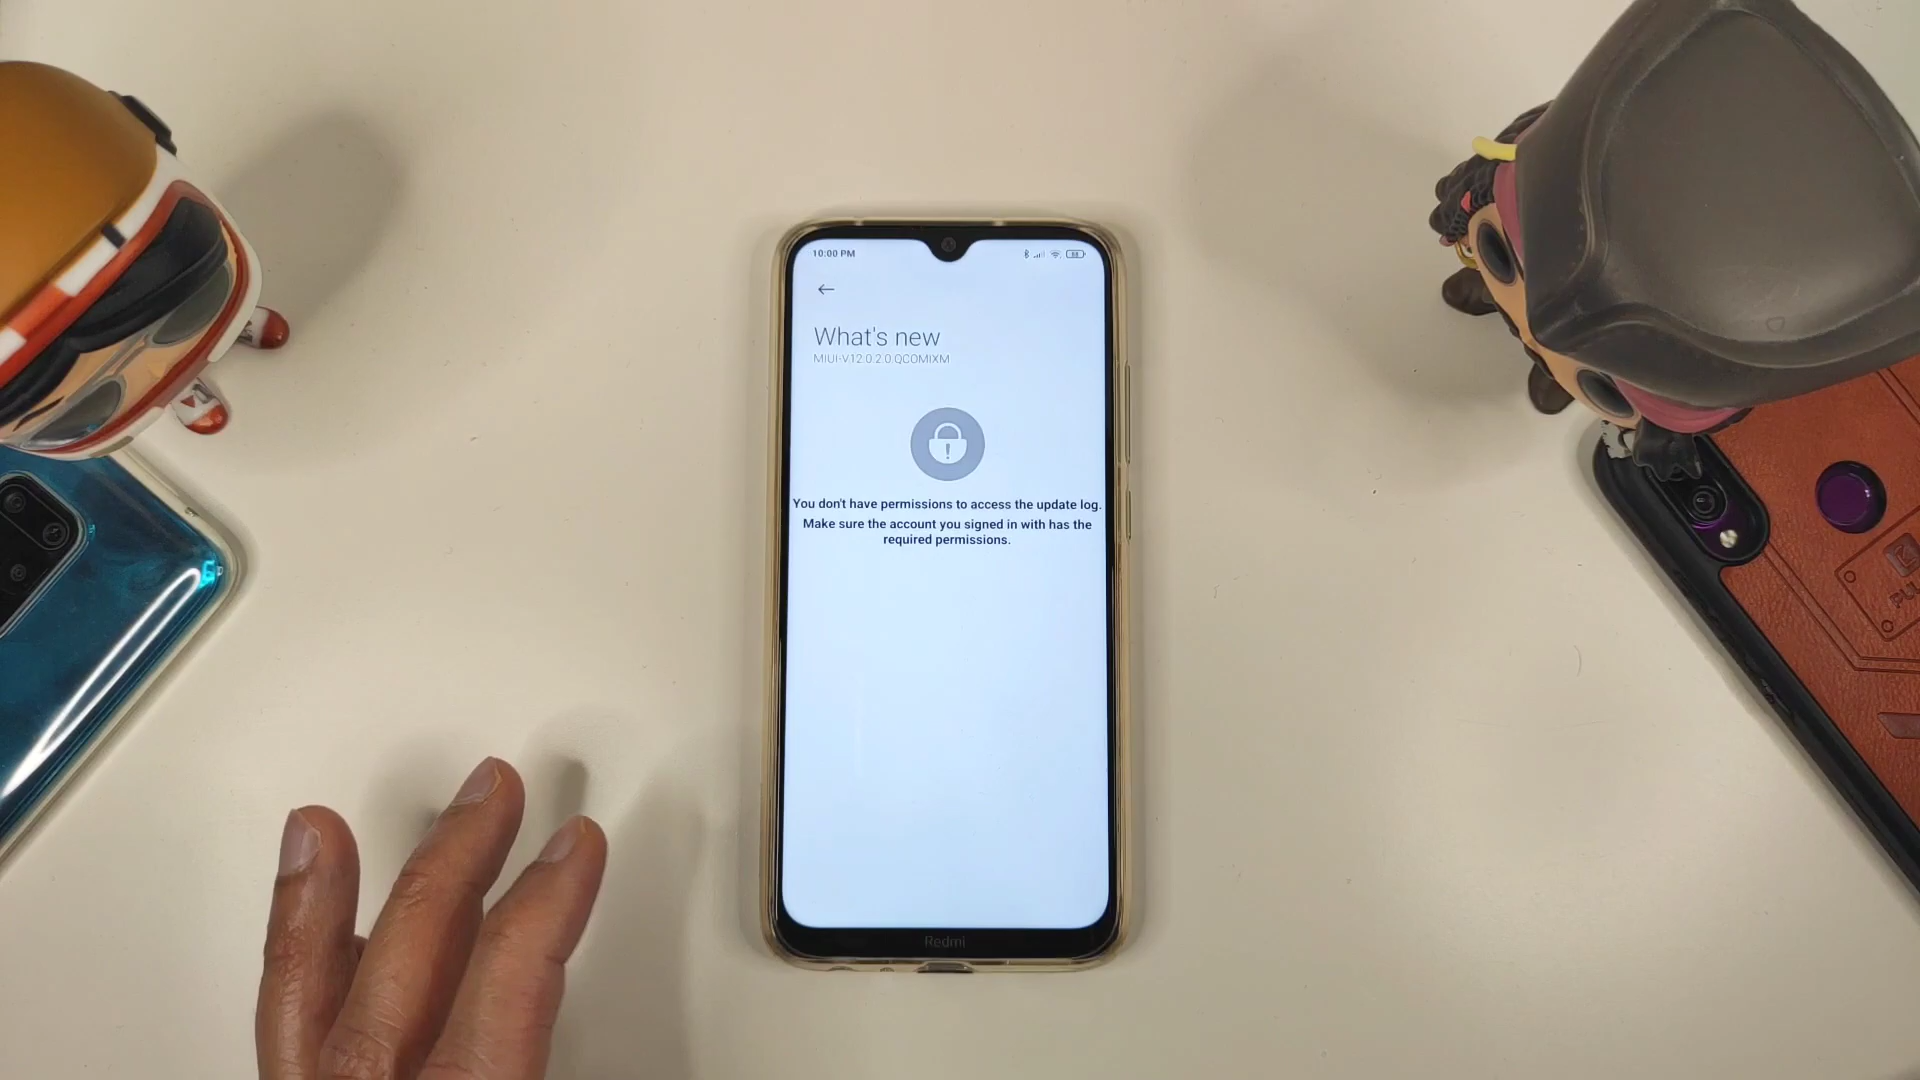 10:00 PM
What's new
MIUI-V12.0.2.0.QCOMIXM
You don't have permissions to access the update log.
Make sure the account you signed in with has the
required permissions.
Redmi